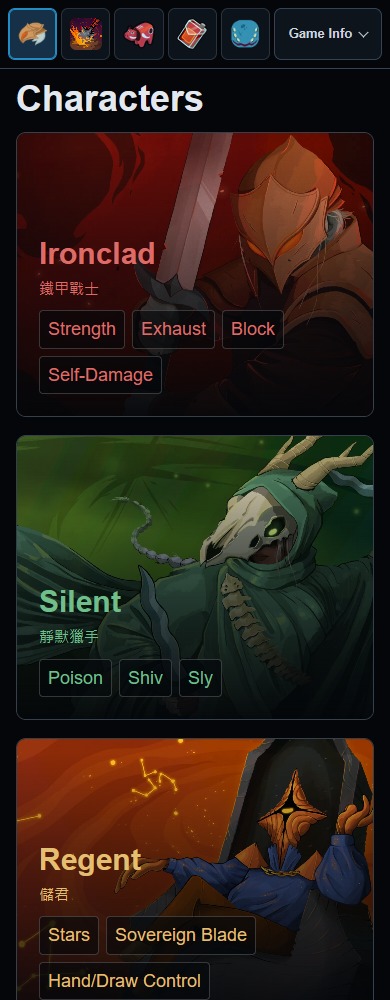 Game Info
Characters
Ironclad
鐵甲戰士
Strength Exhaust Block
Self-Damage
Silent
靜默獵手
Poison Shiv Sly
Regent
儲君
Stars Sovereign Blade
Hand/Draw Control